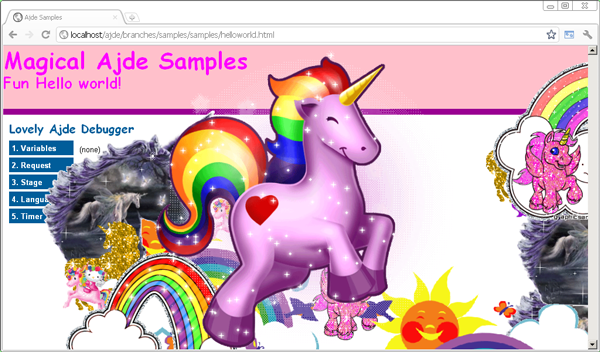 Ajde Samples
localhost/ajde/branches/samples/samples/helloworld.html
Magical Ajde Samples
Fun Hello world!
Lovely Ajde Debugger
1. Variables
(none)
2. Request
3. Stage
4. Langu
5. Timer